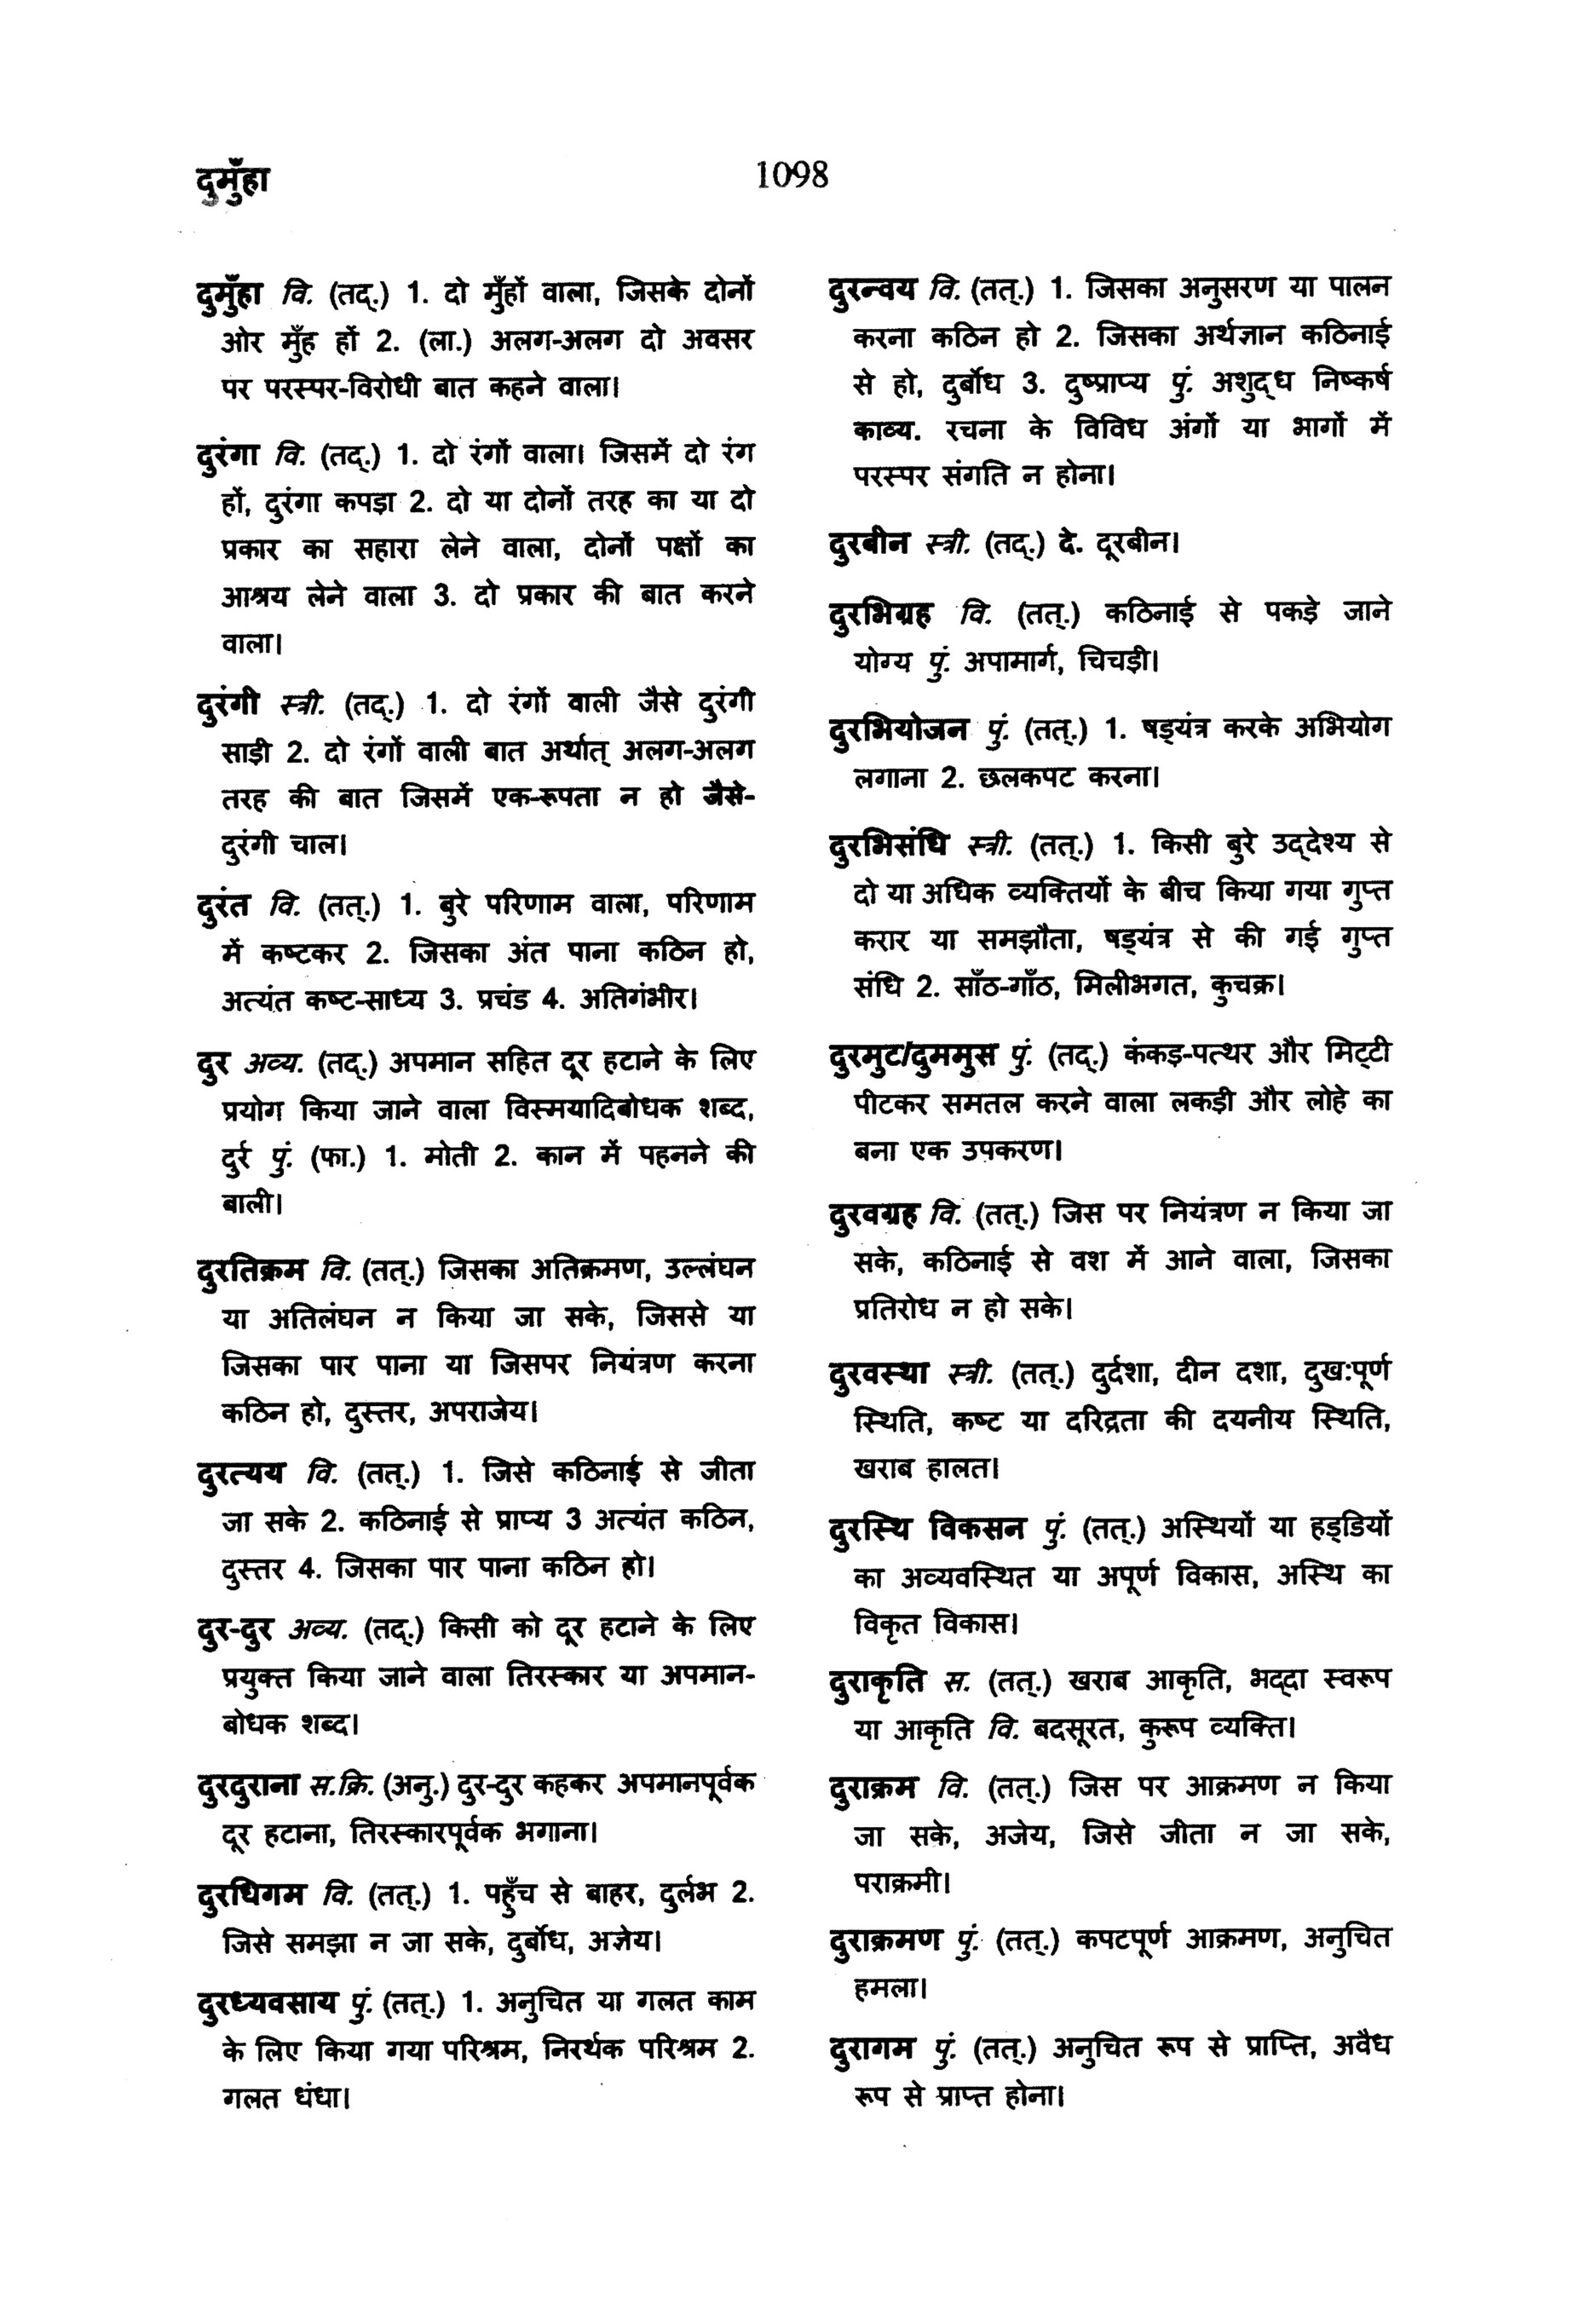 दुमुँहा
1098
दुमुँहा वि. (तद्.) 1. दो मुँहों वाला, जिसके दोनों
ओर मुँह हों 2. (ला.) अलग-अलग दो अवसर
पर परस्पर-विरोधी बात कहने वाला।
दुरंगा वि. (तद्.) 1. दो रंगों वाला। जिसमें दो रंग
हों, दुरंगा कपड़ा 2. दो या दोनों तरह का या दो
प्रकार का सहारा लेने वाला, दोनों पक्षों का
आश्रय लेने वाला 3. दो प्रकार की बात करने
वाला।
दुरंगी स्त्री. (तद्.) 1. दो रंगों वाली जैसे दुरंगी
साड़ी 2. दो रंगों वाली बात अर्थात् अलग-अलग
तरह की बात जिसमें एक-रूपता न हो जैसे-
दुरंगी चाल।
दुरंत वि. (तत्.) 1. बुरे परिणाम वाला, परिणाम
में कष्टकर 2. जिसका अंत पाना कठिन हो,
अत्यंत कष्ट-साध्य 3. प्रचंड 4. अतिगंभीर।
दुर अव्य. (तद्.) अपमान सहित दूर हटाने के लिए
प्रयोग किया जाने वाला विस्मयादिबोधक शब्द,
दुर्र पुं. (फा.) 1. मोती 2. कान में पहनने की
बाली।
दुरतिक्रम वि. (तत्.) जिसका अतिक्रमण, उल्लंघन
या अतिलंघन न किया जा सके, जिससे या
जिसका पार पाना या जिसपर नियंत्रण करना
कठिन हो, दुस्तर, अपराजेय।
दुरत्यय वि. (तत्.) 1. जिसे कठिनाई से जीता
जा सके 2. कठिनाई से प्राप्य 3 अत्यंत कठिन,
दुस्तर 4. जिसका पार पाना कठिन हो।
दुर-दुर अव्य. (तद्.) किसी को दूर हटाने के लिए
प्रयुक्त किया जाने वाला तिरस्कार या अपमान-
बोधक शब्द।
दुरदुराना स.क्रि. (अनु.) दुर-दुर कहकर अपमानपूर्वक
दूर हटाना, तिरस्कारपूर्वक भगाना।
दुरधिगम वि. (तत्.) 1. पहुँच से बाहर, दुर्लभ 2.
जिसे समझा न जा सके, दुर्बोध, अज्ञेय।
दुरध्यवसाय पुं. (तत्.) 1. अनुचित या गलत काम
के लिए किया गया परिश्रम, निरर्थक परिश्रम 2.
गलत धंधा।
दुरन्वय वि. (तत्.) 1. जिसका अनुसरण या पालन
करना कठिन हो 2. जिसका अर्थज्ञान कठिनाई
से हो, दुर्बोध 3. दुष्प्राप्य पुं. अशुद्ध निष्कर्ष
काव्य. रचना के विविध अंगों या भागों में
परस्पर संगति न होना।
दुरबीन स्त्री. (तद्.) दे. दूरबीन।
दुरभिग्रह वि. (तत्.) कठिनाई से पकड़े जाने
योग्य पुं. अपामार्ग, चिचड़ी।
दुरभियोजन पुं. (तत्.) 1. षड्यंत्र करके अभियोग
लगाना 2. छलकपट करना।
दुरभिसंधि स्त्री. (तत्.) 1. किसी बुरे उद्देश्य से
दो या अधिक व्यक्तियों के बीच किया गया गुप्त
करार या समझौता, षड्यंत्र से की गई गुप्त
संधि 2. साँठ-गाँठ, मिलीभगत, कुचक्र।
दुरमुट/दुममुस पुं. (तद्.) कंकड़-पत्थर और मिट्टी
पीटकर समतल करने वाला लकड़ी और लोहे का
बना एक उपकरण।
दुरवग्रह वि. (तत्.) जिस पर नियंत्रण न किया जा
सके, कठिनाई से वश में आने वाला, जिसका
प्रतिरोध न हो सके।
दुरवस्था स्त्री. (तत्.) दुर्दशा, दीन दशा, दुख:पूर्ण
स्थिति, कष्ट या दरिद्रता की दयनीय स्थिति,
खराब हालत।
दुरस्थि विकसन पुं. (तत्.) अस्थियों या हड्डियों
का अव्यवस्थित या अपूर्ण विकास, अस्थि का
विकृत विकास।
दुराकृति स. (तत्.) खराब आकृति, भद्दा स्वरूप
या आकृति वि. बदसूरत, कुरूप व्यक्ति।
दुराक्रम वि. (तत्.) जिस पर आक्रमण न किया
जा सके, अजेय, जिसे जीता न जा सके,
पराक्रमी।
दुराक्रमण पुं. (तत्.) कपटपूर्ण आक्रमण, अनुचित
हमला।
दुरागम पुं. (तत्.) अनुचित रूप से प्राप्ति, अवैध
रूप से प्राप्त होना।